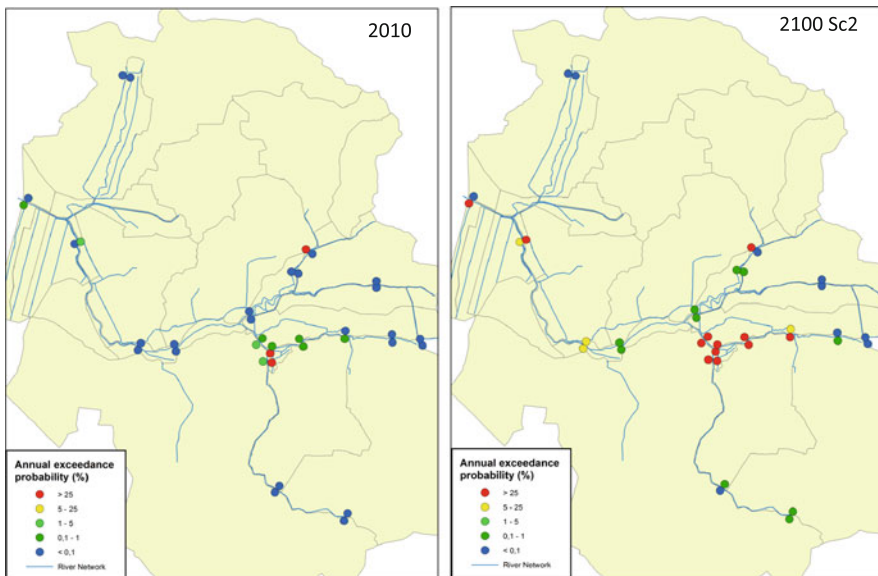 2010
Annual exceedance
probability (%)
> 25
5 - 25
1 - 5
0,1 - 1
< 0,1
River Network
2100 Sc2
Annual exceedance
probability (%)
> 25
5 - 25
1 - 5
0,1 - 1
< 0,1
River Network